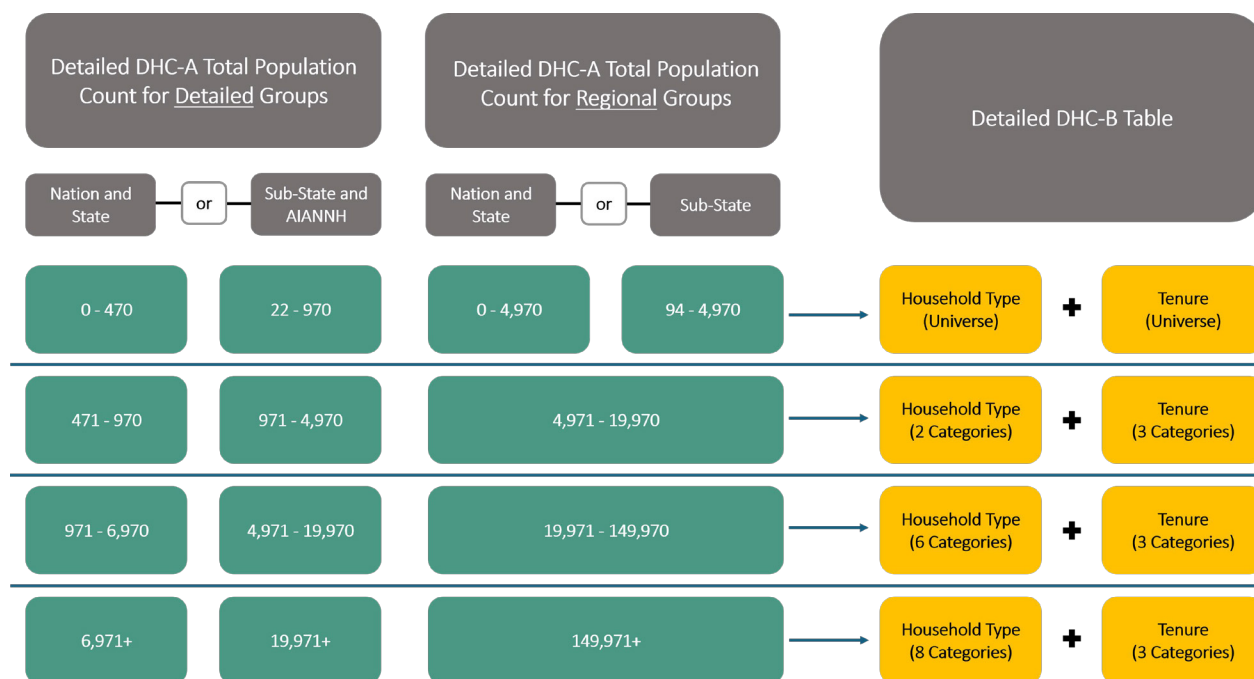 Detailed DHC-A Total Population
Count for Detailed Groups
Detailed DHC-A Total Population
Count for Regional Groups
Detailed DHC-B Table
Nation and
State
or
Sub-State and
AIANNH
Nation and
State
or
Sub-State
0 - 470
22 - 970
0 - 4,970
94 - 4,970
Household Type
(Universe)
+
Tenure
(Universe)
471 - 970
971 - 4,970
4,971 - 19,970
Household Type
(2 Categories)
+
Tenure
(3 Categories)
971 - 6,970
4,971 - 19,970
19,971 - 149,970
Household Type
(6 Categories)
+
Tenure
(3 Categories)
6,971+
19,971+
149,971+
Household Type
(8 Categories)
+
Tenure
(3 Categories)